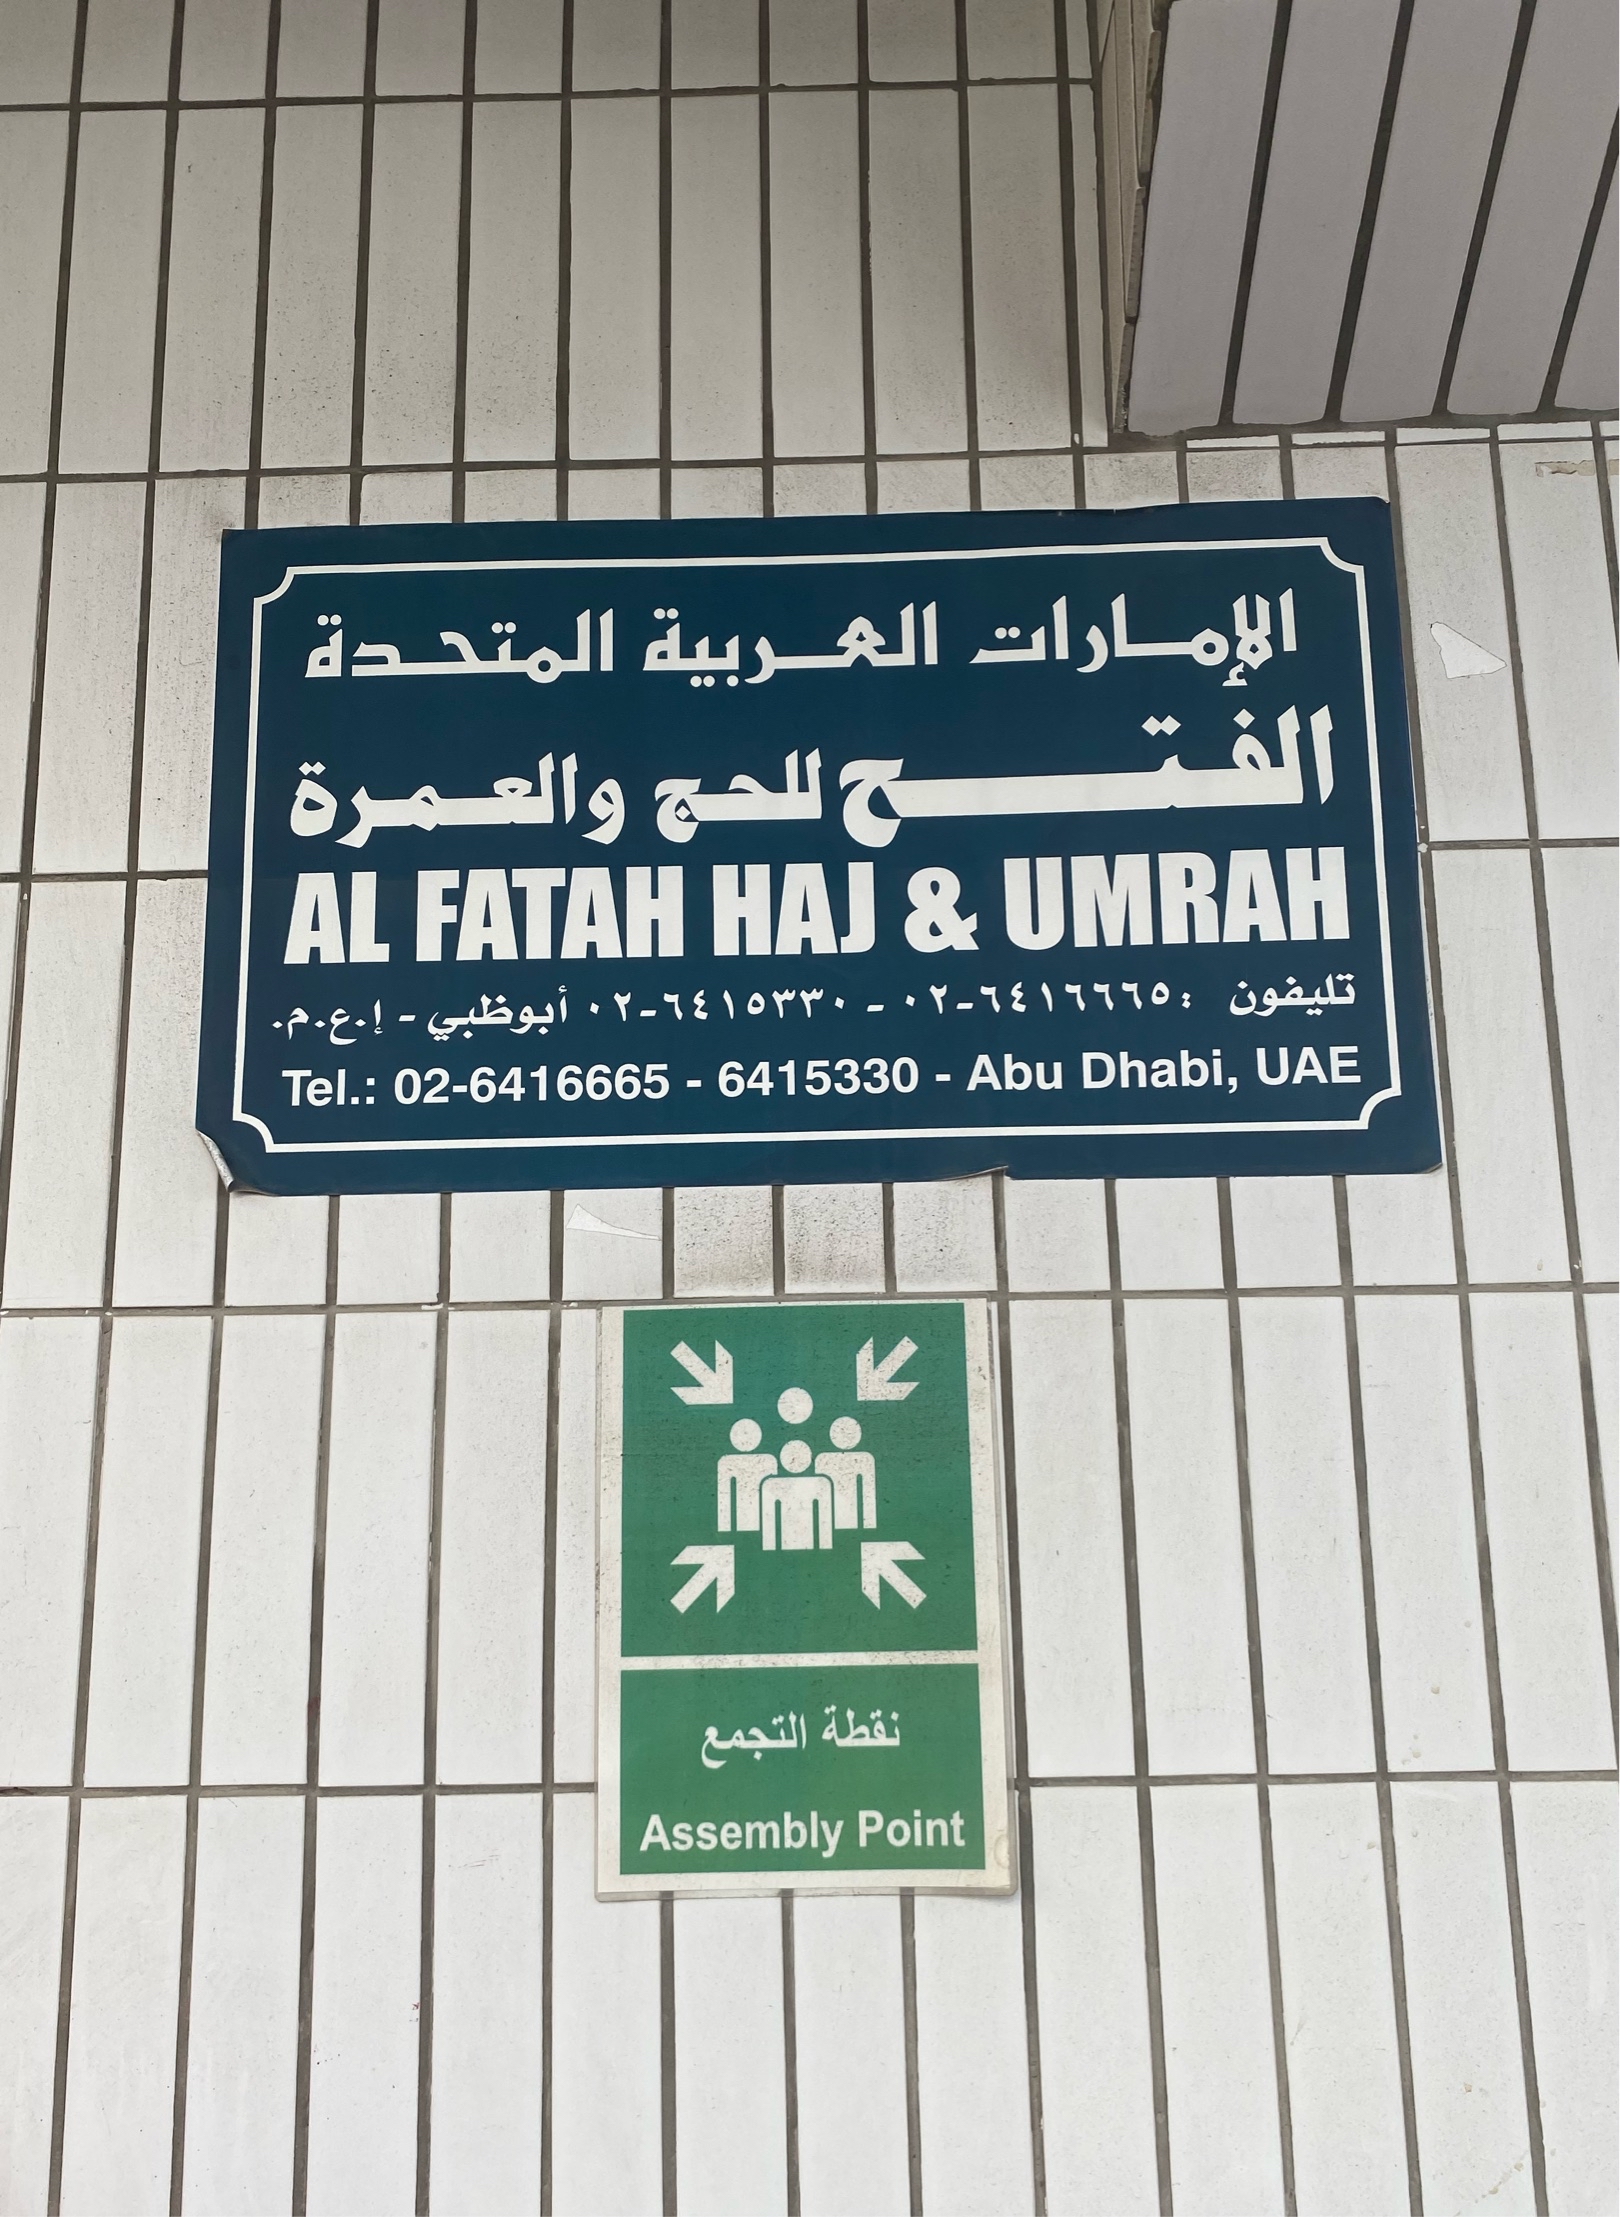 الإمارات العربية المتحدة
الفتح للحج والعمرة
AL FATAH HAJ & UMRAH
تليفون : ٠٢-٦٤١٦٦٦٥ - ٠٢-٦٤١٥٣٣٠ أبوظبي - إ.ع.م.
Tel.: 02-6416665 - 6415330 - Abu Dhabi, UAE
نقطة التجمع
Assembly Point